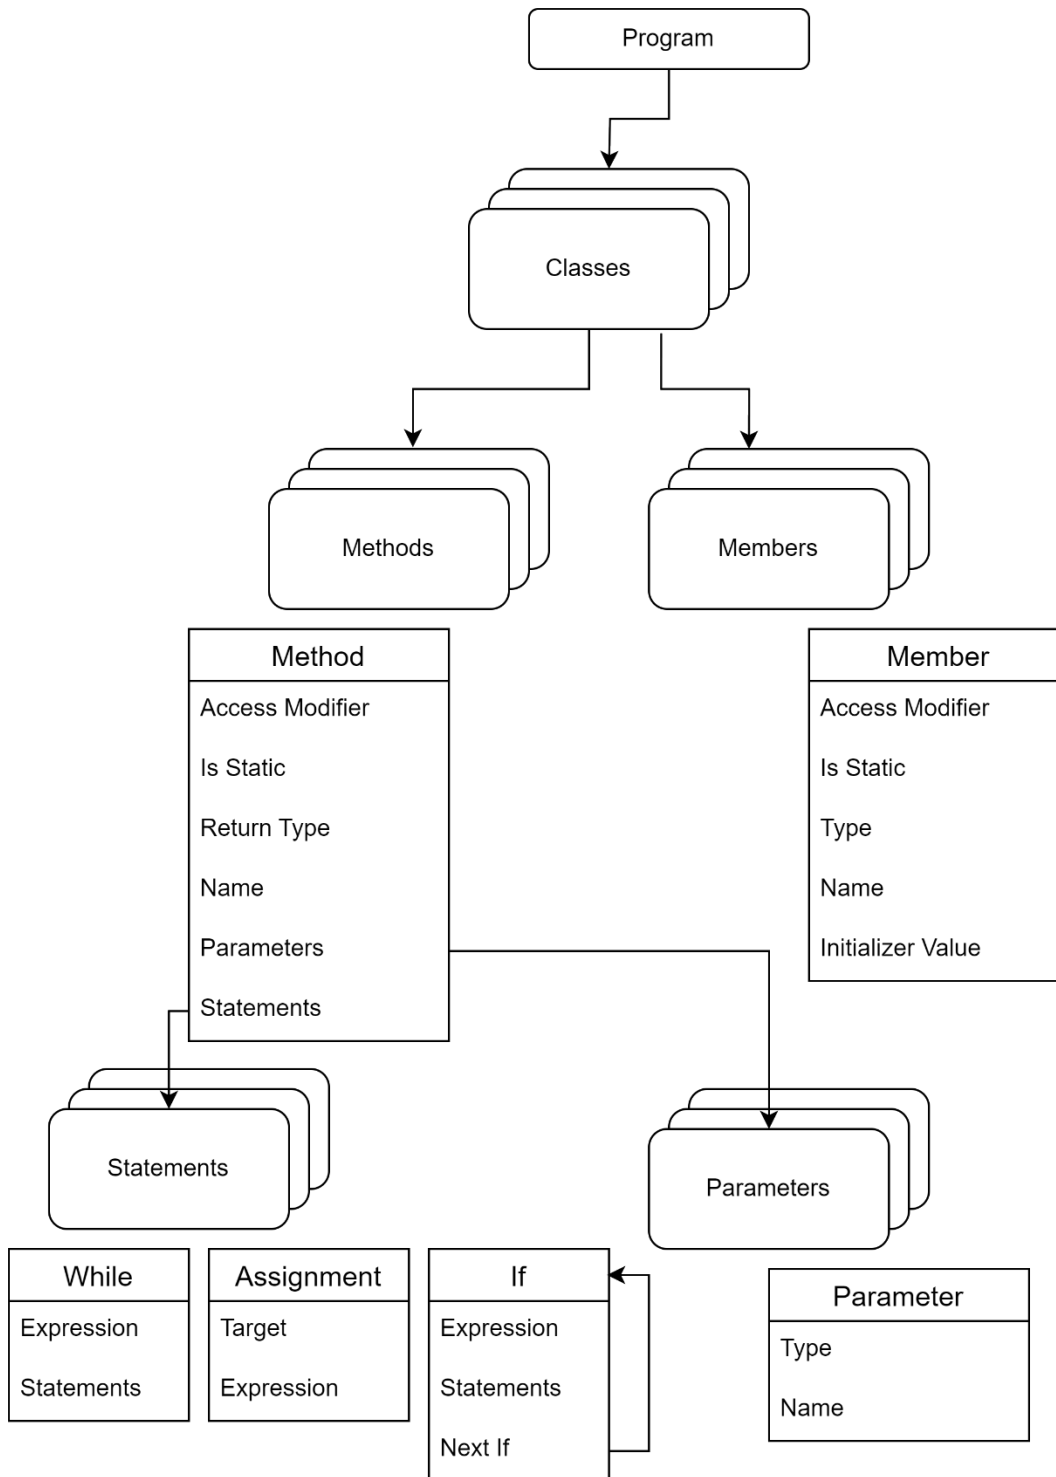 Program
Classes
Methods
Members
Method
Access Modifier
Is Static
Return Type
Name
Parameters
Statements
Member
Access Modifier
Is Static
Type
Name
Initializer Value
Statements
Parameters
While
Expression
Statements
Assignment
Target
Expression
If
Expression
Statements
Next If
Parameter
Type
Name